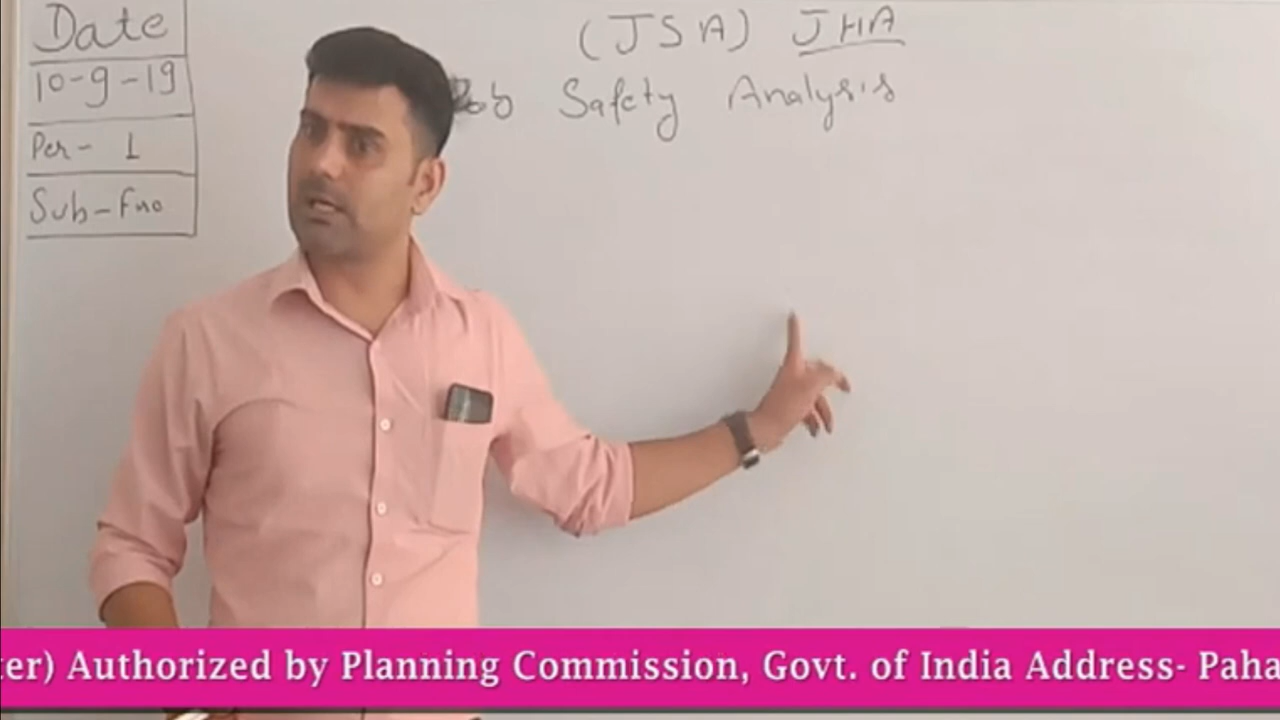 Date
10-9-19
Per- 1
Sub-Fno
(JSA) JHA
Safety Analysis
ter) Authorized by Planning Commission, Govt. of India Address- Paha